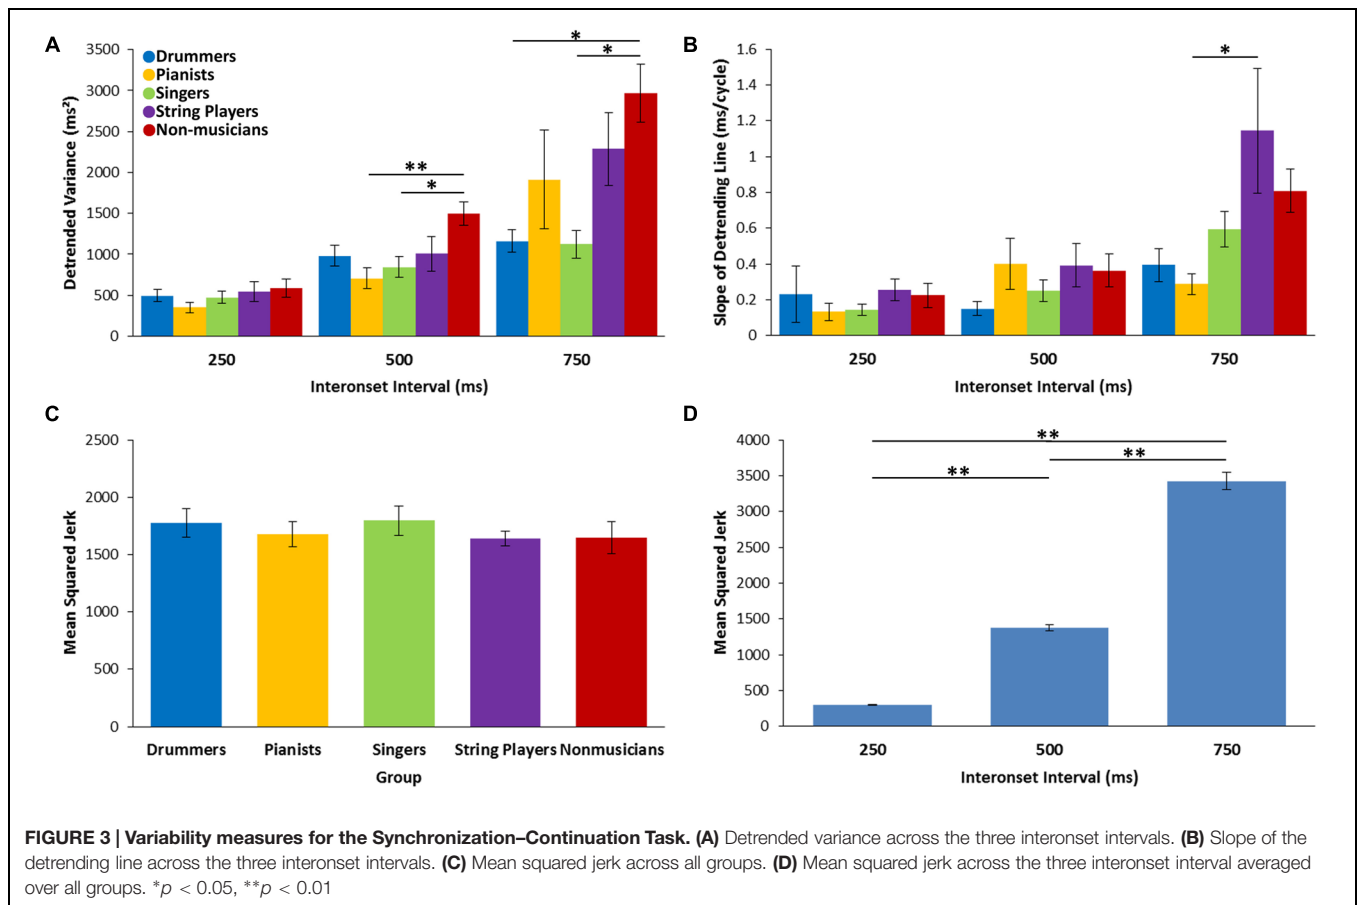 A
3500
3000
2500
2000
1500
1000
500
0
Detrended Variance (ms²)
Drummers
Pianists
Singers
String Players
Non-musicians
**
*
*
*
250 500 750
Interonset Interval (ms)
B
1.6
1.4
1.2
1
0.8
0.6
0.4
0.2
0
Slope of Detrending Line (ms/cycle)
*
250 500 750
Interonset Interval (ms)
C
2500
2000
1500
1000
500
0
Mean Squared Jerk
Drummers Pianists Singers String Players Nonmusicians
Group
D
4000
3500
3000
2500
2000
1500
1000
500
0
Mean Squared Jerk
**
**
**
250 500 750
Interonset Interval (ms)
FIGURE 3 | Variability measures for the Synchronization–Continuation Task. (A) Detrended variance across the three interonset intervals. (B) Slope of the
detrending line across the three interonset intervals. (C) Mean squared jerk across all groups. (D) Mean squared jerk across the three interonset interval averaged
over all groups. *p < 0.05, **p < 0.01